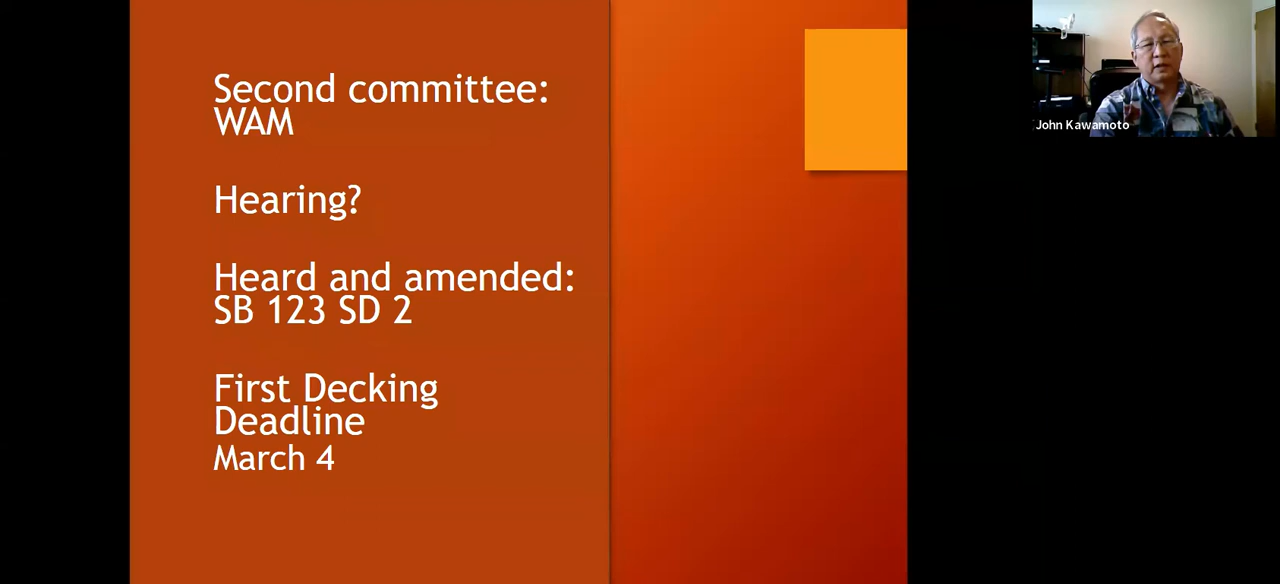 Second committee:
WAM
Hearing?
Heard and amended:
SB 123 SD 2
First Decking
Deadline
March 4
John Kawamoto